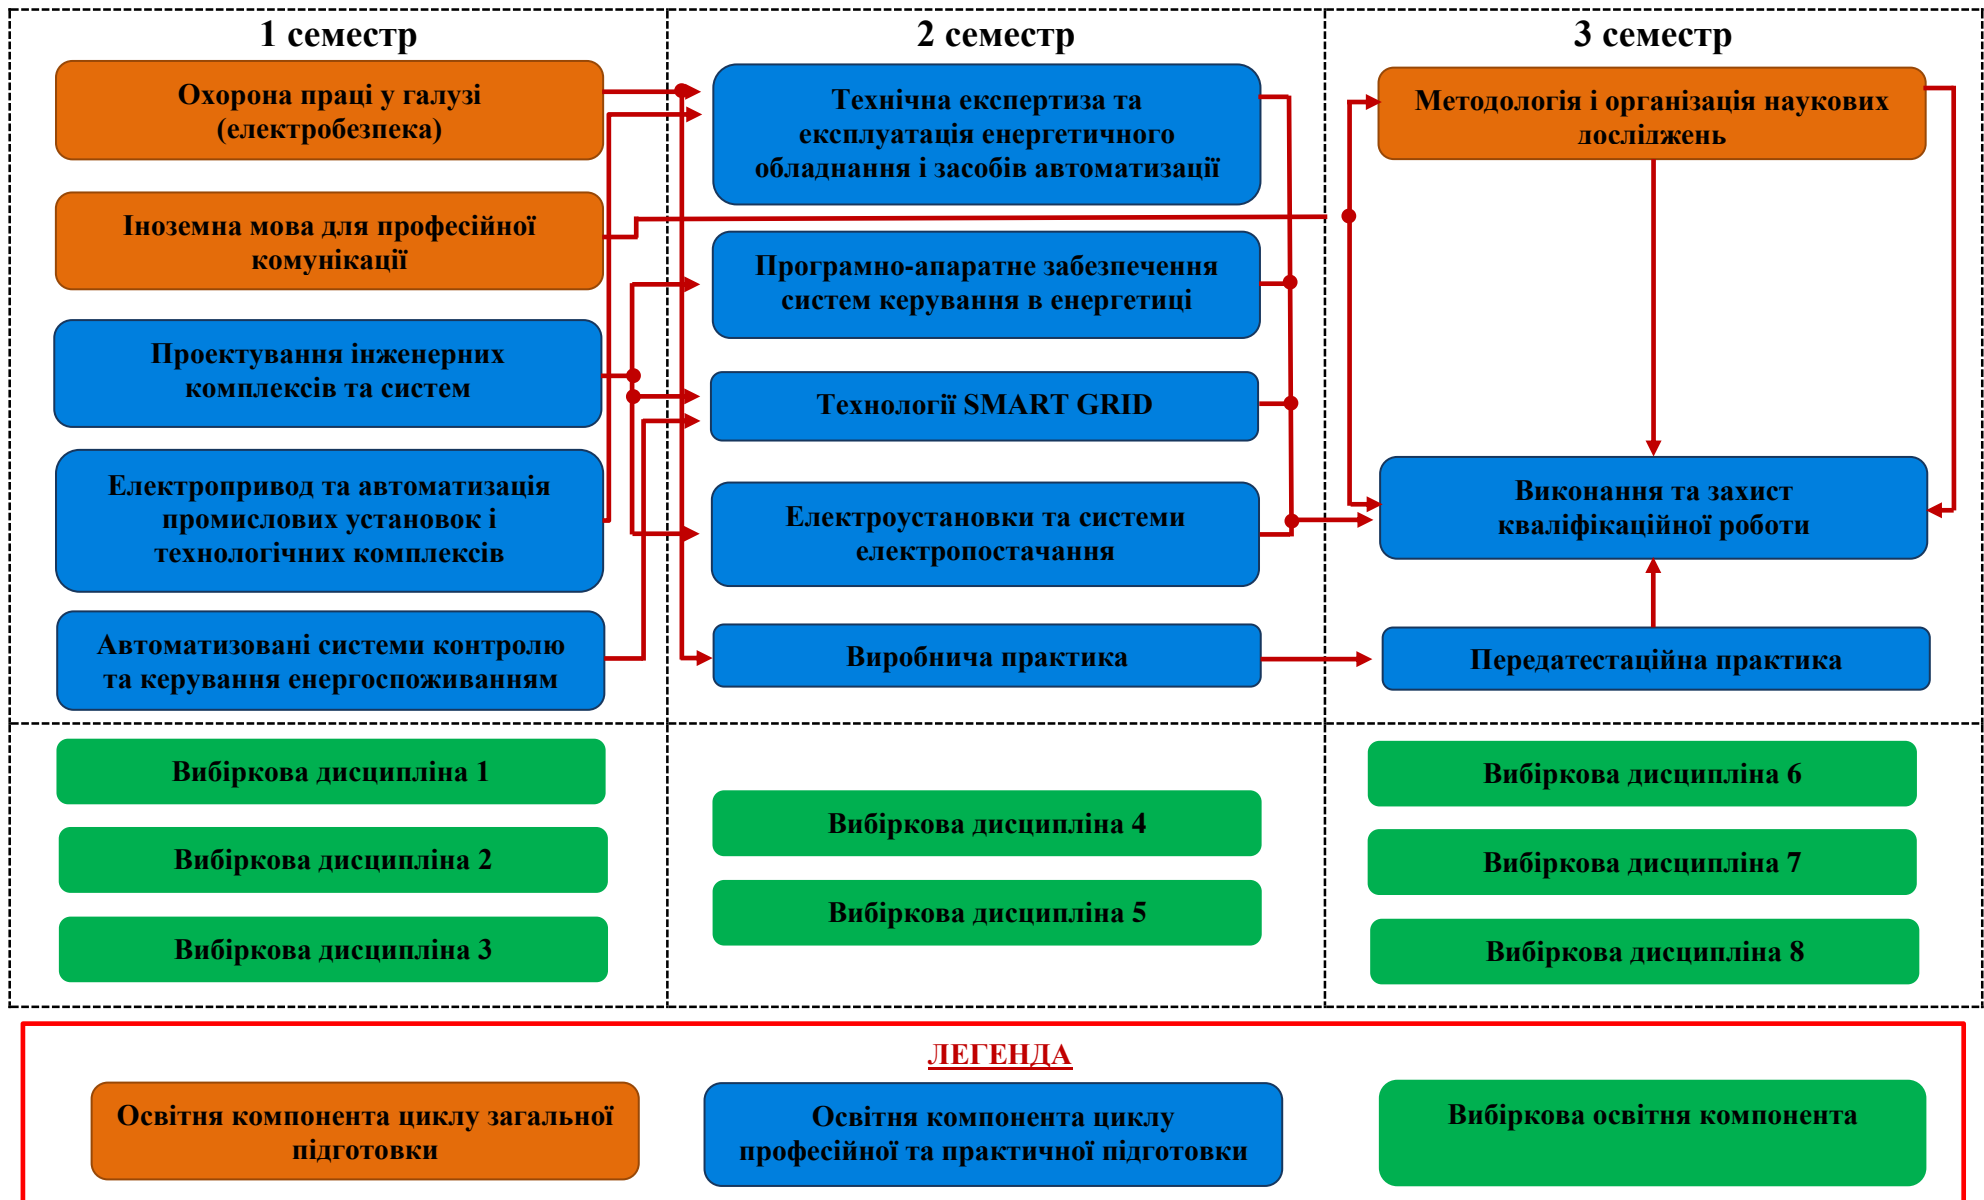 1 семестр
Охорона праці у галузі
(електробезпека)
Іноземна мова для професійної
комунікації
Проектування інженерних
комплексів та систем
Електропривод та автоматизація
промислових установок і
технологічних комплексів
Автоматизовані системи контролю
та керування енергоспоживанням
2 семестр
Технічна експертиза та
експлуатація енергетичного
обладнання і засобів автоматизації
Програмно-апаратне забезпечення
систем керування в енергетиці
Технології SMART GRID
Електроустановки та системи
електропостачання
Виробнича практика
3 семестр
Методологія і організація наукових
досліджень
Виконання та захист
кваліфікаційної роботи
Передатестаційна практика
Вибіркова дисципліна 1
Вибіркова дисципліна 2
Вибіркова дисципліна 3
Вибіркова дисципліна 4
Вибіркова дисципліна 5
Вибіркова дисципліна 6
Вибіркова дисципліна 7
Вибіркова дисципліна 8
ЛЕГЕНДА
Освітня компонента циклу загальної
підготовки
Освітня компонента циклу
професійної та практичної підготовки
Вибіркова освітня компонента